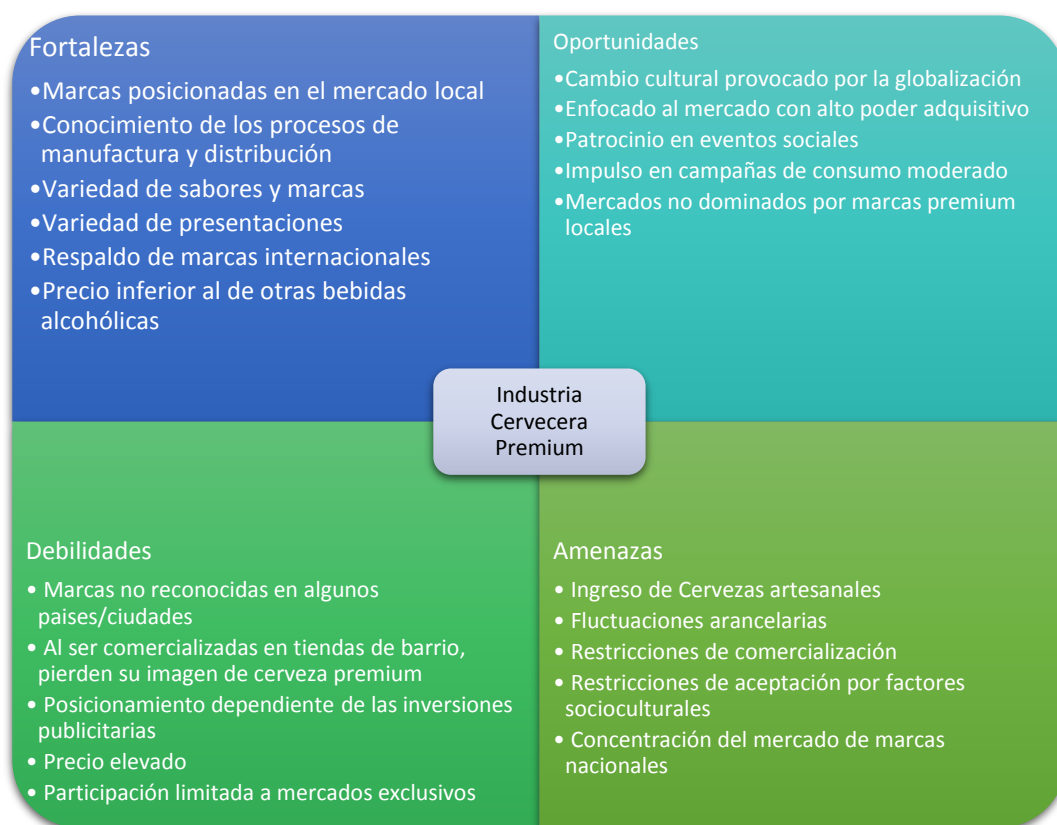 Fortalezas
•Marcas posicionadas en el mercado local
•Conocimiento de los procesos de
manufactura y distribución
•Variedad de sabores y marcas
•Variedad de presentaciones
•Respaldo de marcas internacionales
•Precio inferior al de otras bebidas
alcohólicas
Oportunidades
•Cambio cultural provocado por la globalización
•Enfocado al mercado con alto poder adquisitivo
•Patrocinio en eventos sociales
•Impulso en campañas de consumo moderado
•Mercados no dominados por marcas premium
locales
Industria
Cervecera
Premium
Debilidades
• Marcas no reconocidas en algunos
paises/ciudades
• Al ser comercializadas en tiendas de barrio,
pierden su imagen de cerveza premium
• Posicionamiento dependiente de las inversiones
publicitarias
• Precio elevado
• Participación limitada a mercados exclusivos
Amenazas
• Ingreso de Cervezas artesanales
• Fluctuaciones arancelarias
• Restricciones de comercialización
• Restricciones de aceptación por factores
socioculturales
• Concentración del mercado de marcas
nacionales